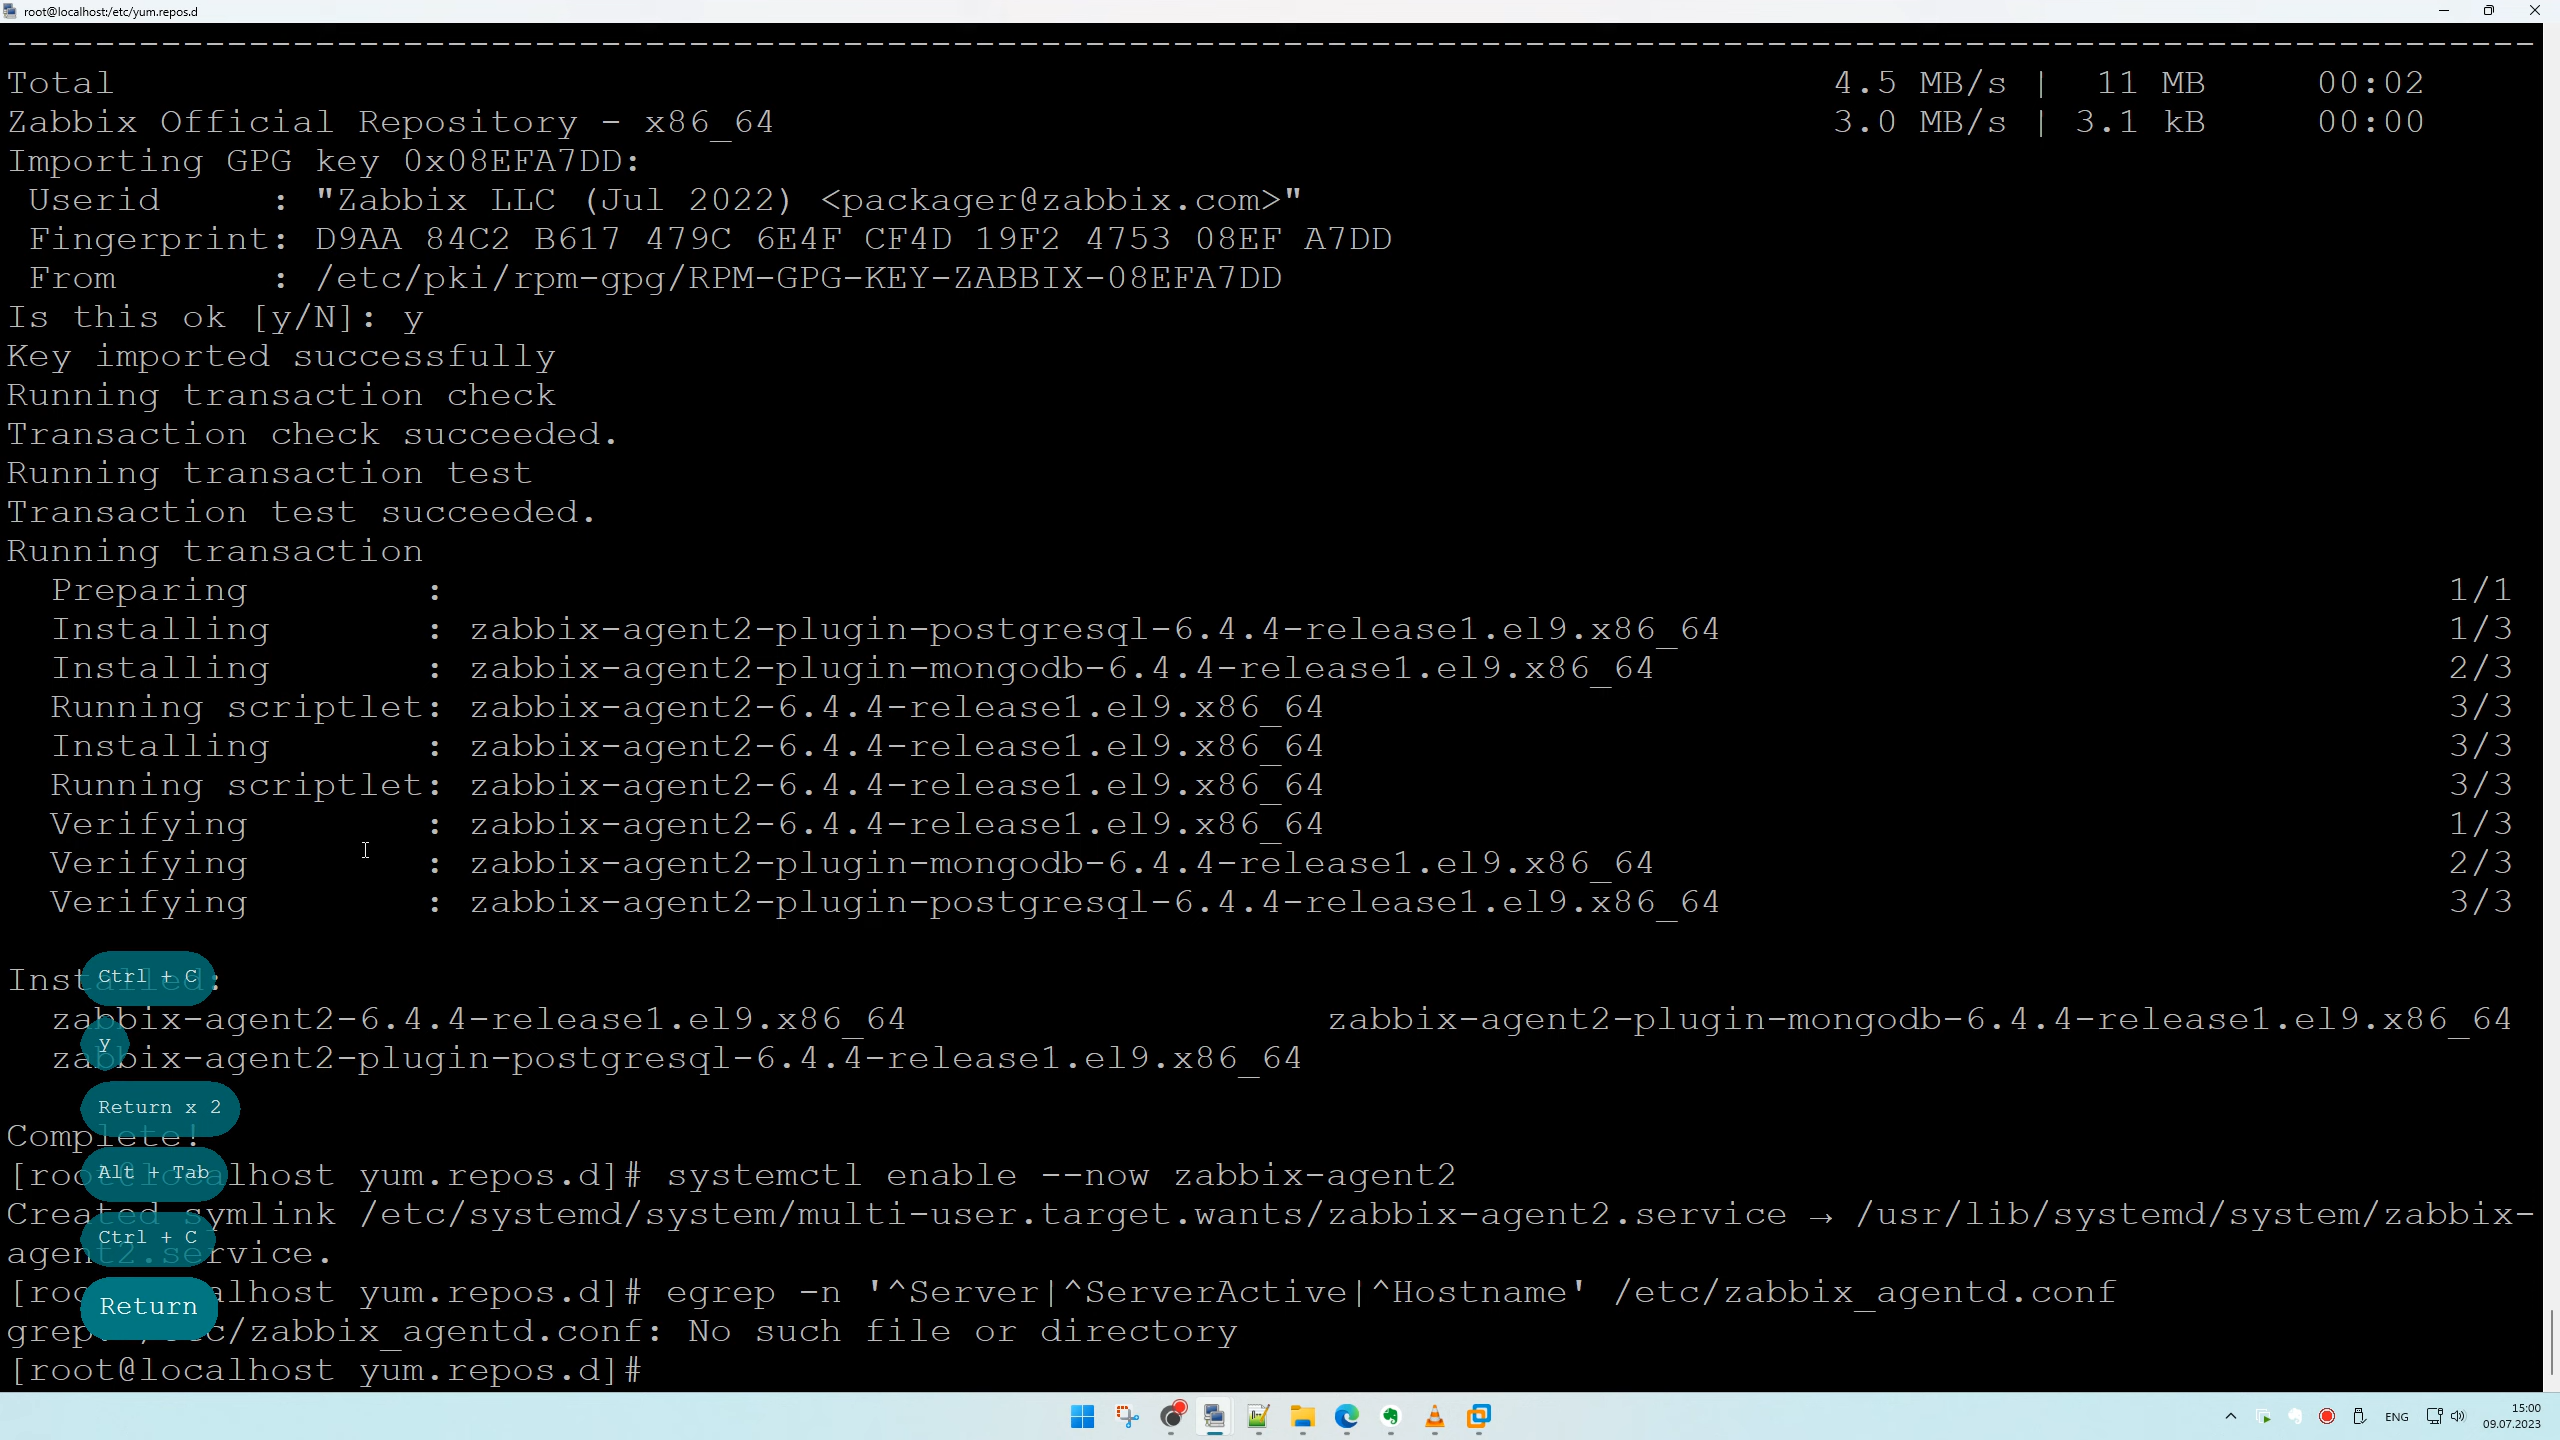 root@localhost:/etc/yum.repos.d
--------------------------------------------------------------------------------------------------------------------
Total 4.5 MB/s | 11 MB 00:02
Zabbix Official Repository - x86_64 3.0 MB/s | 3.1 kB 00:00
Importing GPG key 0x08EFA7DD:
Userid : "Zabbix LLC (Jul 2022) <packager@zabbix.com>"
Fingerprint: D9AA 84C2 B617 479C 6E4F CF4D 19F2 4753 08EF A7DD
From : /etc/pki/rpm-gpg/RPM-GPG-KEY-ZABBIX-08EFA7DD
Is this ok [y/N]: y
Key imported successfully
Running transaction check
Transaction check succeeded.
Running transaction test
Transaction test succeeded.
Running transaction
Preparing : 1/1
Installing : zabbix-agent2-plugin-postgresql-6.4.4-release1.el9.x86_64 1/3
Installing : zabbix-agent2-plugin-mongodb-6.4.4-release1.el9.x86_64 2/3
Running scriptlet: zabbix-agent2-6.4.4-release1.el9.x86_64 3/3
Installing : zabbix-agent2-6.4.4-release1.el9.x86_64 3/3
Running scriptlet: zabbix-agent2-6.4.4-release1.el9.x86_64 3/3
Verifying : zabbix-agent2-6.4.4-release1.el9.x86_64 1/3
Verifying : zabbix-agent2-plugin-mongodb-6.4.4-release1.el9.x86_64 2/3
Verifying : zabbix-agent2-plugin-postgresql-6.4.4-release1.el9.x86_64 3/3
Installed:
Ctrl + C
zabbix-agent2-6.4.4-release1.el9.x86_64 zabbix-agent2-plugin-mongodb-6.4.4-release1.el9.x86_64
y
zabbix-agent2-plugin-postgresql-6.4.4-release1.el9.x86_64
Return x 2
Complete!
Alt + Tab
[root@localhost yum.repos.d]# systemctl enable --now zabbix-agent2
Created symlink /etc/systemd/system/multi-user.target.wants/zabbix-agent2.service → /usr/lib/systemd/system/zabbix-
Ctrl + C
agent2.service.
[root@localhost yum.repos.d]# egrep -n '^Server|^ServerActive|^Hostname' /etc/zabbix_agentd.conf
Return
grep: /etc/zabbix_agentd.conf: No such file or directory
[root@localhost yum.repos.d]#
ENG
15:00
09.07.2023